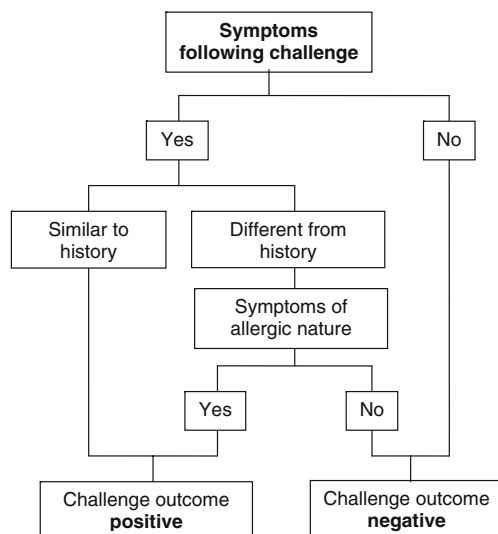 Symptoms
following challenge
Yes
No
Similar to
history
Different from
history
Symptoms of
allergic nature
Yes
No
Challenge outcome
positive
Challenge outcome
negative